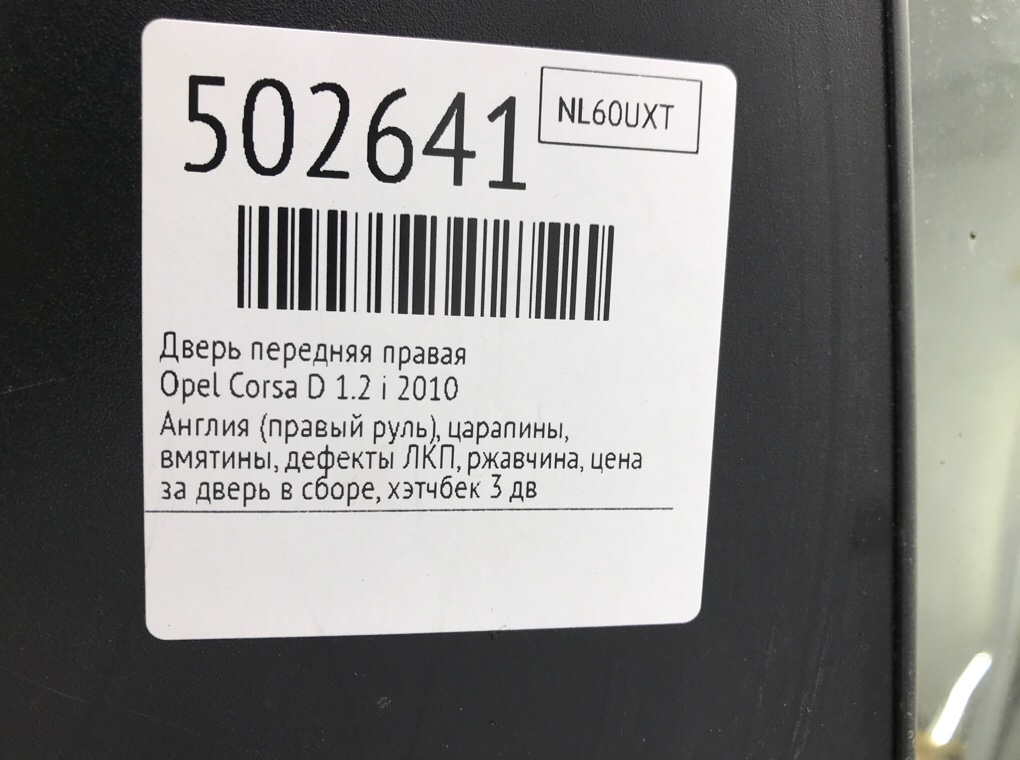 502641
NL60UXT
Дверь передняя правая
Opel Corsa D 1.2 i 2010
Англия (правый руль), царапины,
вмятины, дефекты ЛКП, ржавчина, цена
за дверь в сборе, хэтчбек 3 дв